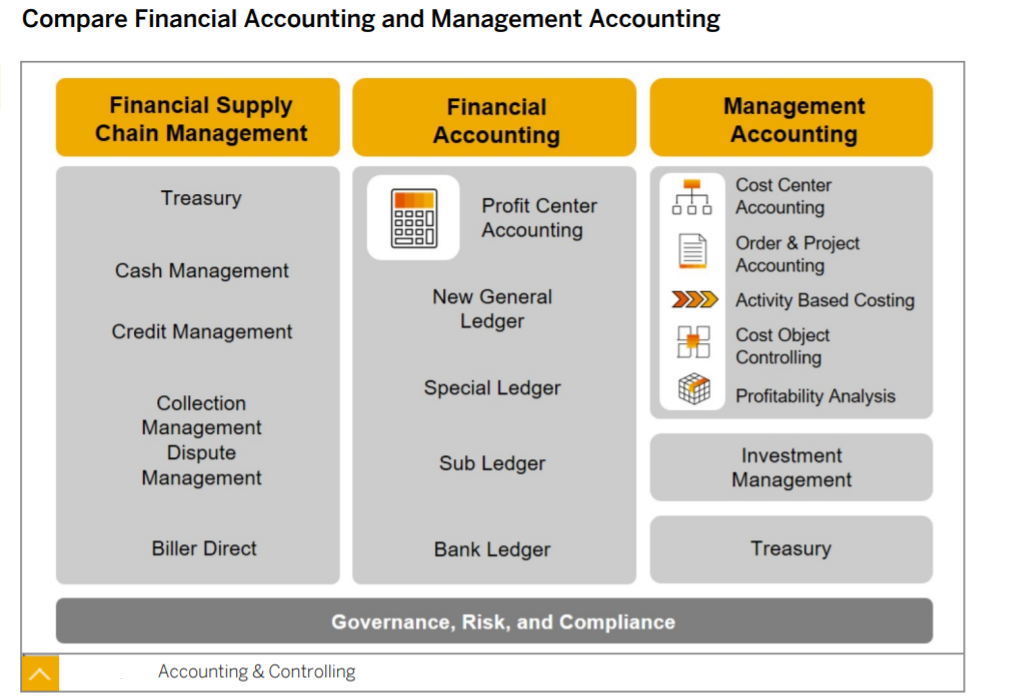 Compare Financial Accounting and Management Accounting
Financial Supply
Chain Management
Treasury
Cash Management
Credit Management
Collection
Management
Dispute
Management
Biller Direct
Financial
Accounting
Profit Center
Accounting
New General
Ledger
Special Ledger
Sub Ledger
Bank Ledger
Management
Accounting
Cost Center
Accounting
Order & Project
Accounting
Activity Based Costing
Cost Object
Controlling
Profitability Analysis
Investment
Management
Treasury
Governance, Risk, and Compliance
Accounting & Controlling